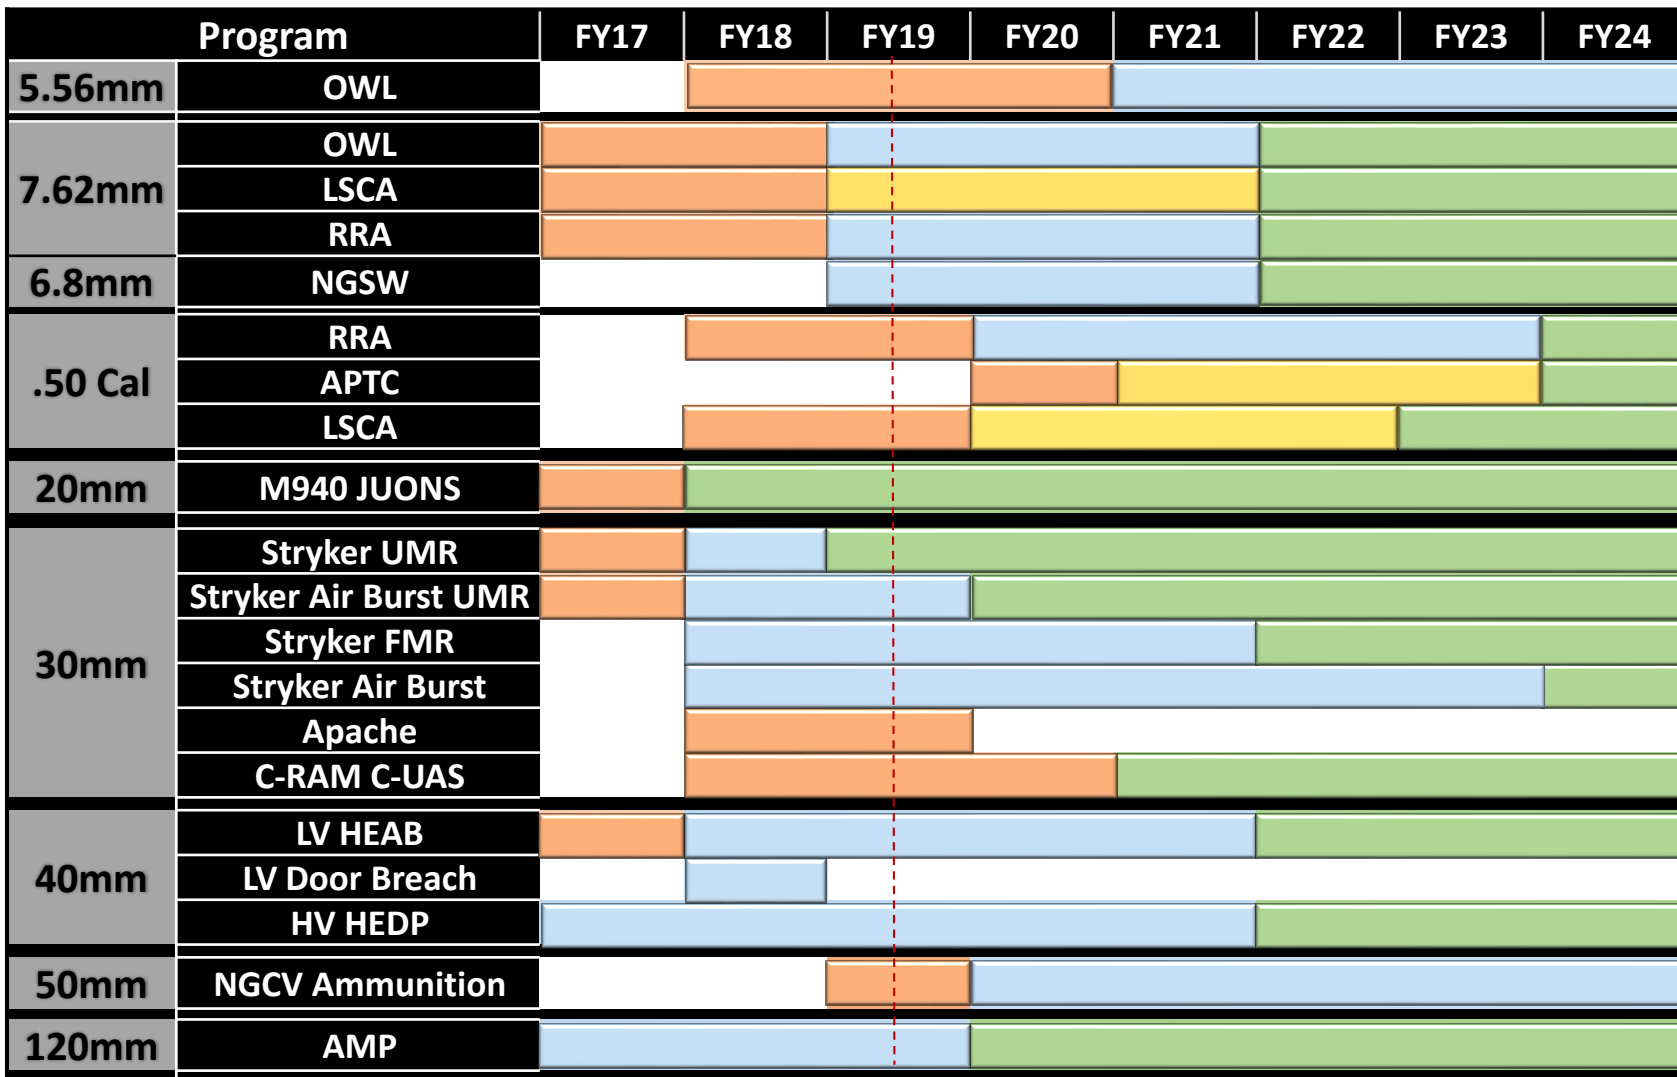 Program FY17 FY18 FY19 FY20 FY21 FY22 FY23 FY24
5.56mm OWL
7.62mm OWL
LSCA
RRA
6.8mm NGSW
.50 Cal RRA
APTC
LSCA
20mm M940 JUONS
30mm Stryker UMR
Stryker Air Burst UMR
Stryker FMR
Stryker Air Burst
Apache
C-RAM C-UAS
40mm LV HEAB
LV Door Breach
HV HEDP
50mm NGCV Ammunition
120mm AMP